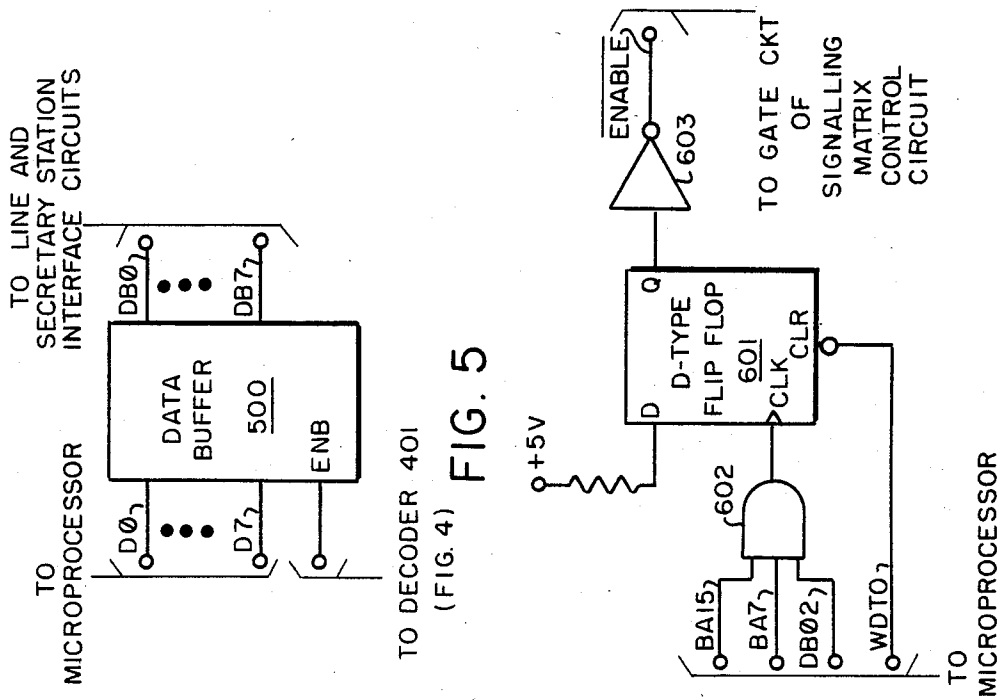 TO
MICROPROCESSOR
TO LINE AND
SECRETARY STATION
INTERFACE CIRCUITS
D0
D7
DATA
BUFFER
500
ENB
DB0
DB7
TO DECODER 401
(FIG. 4)
FIG. 5
+5V
BA15
BA7
DB02
WDTO
602
D
Q
D-TYPE
FLIP FLOP
601
CLK
CLR
603
ENABLE
TO GATE CKT
OF
SIGNALLING
MATRIX
CONTROL
CIRCUIT
TO
MICROPROCESSOR